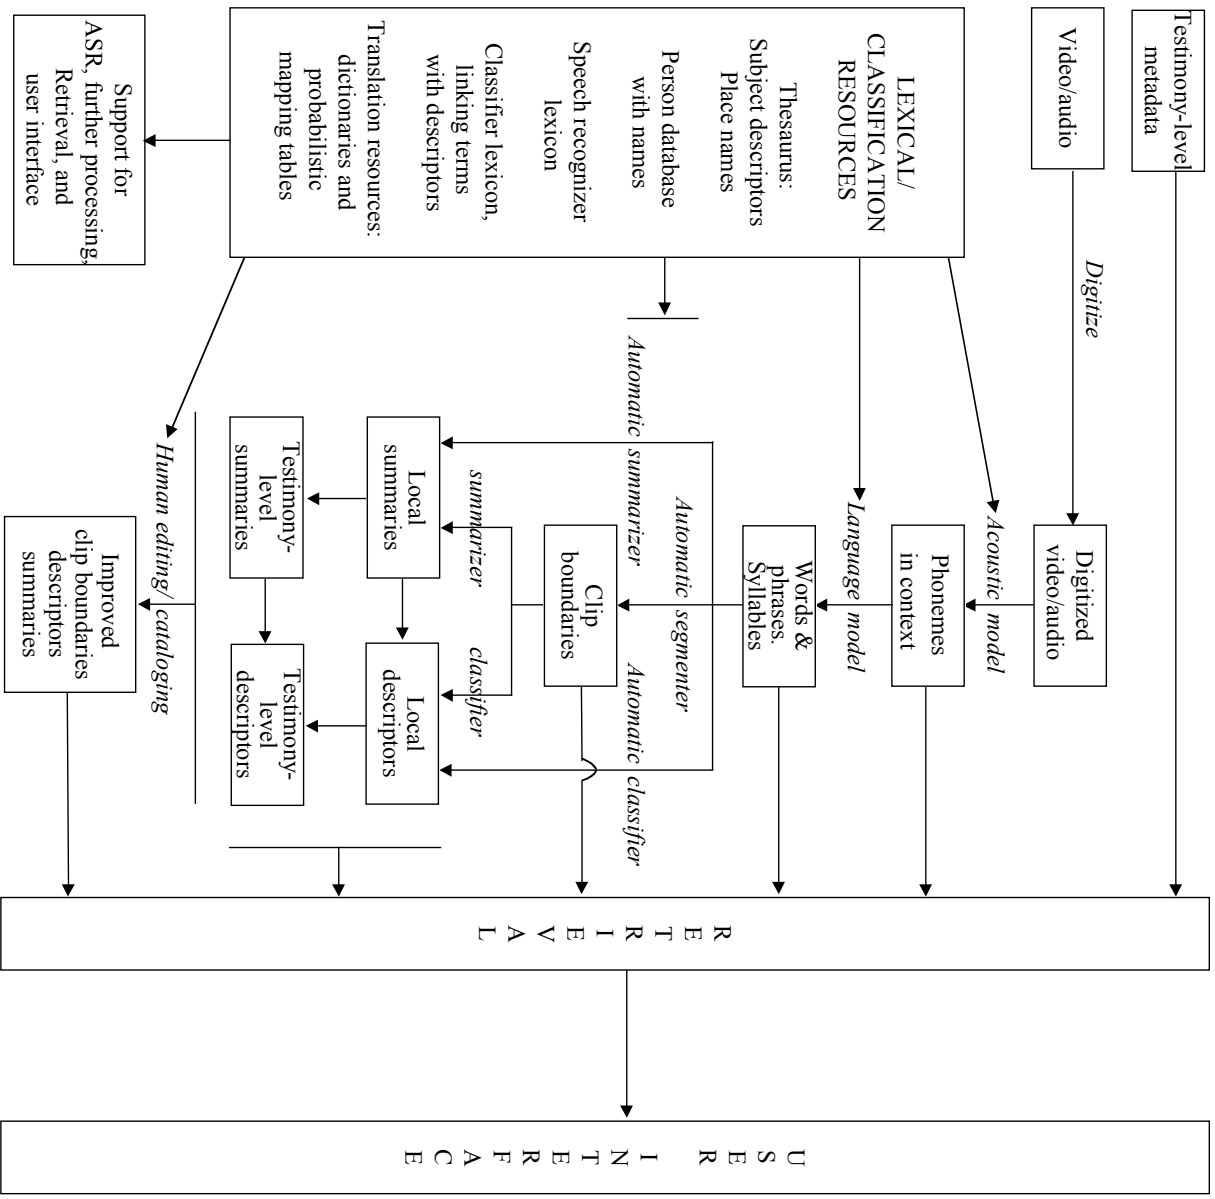 Testimony-level
metadata
Video/audio
Digitize
Digitized
video/audio
Acoustic model
Phonemes
in context
Language model
Words &
phrases.
Syllables
LEXICAL/
CLASSIFICATION
RESOURCES
Thesaurus:
Subject descriptors
Place names
Person database
with names
Speech recognizer
lexicon
Classifier lexicon,
linking terms
with descriptors
Translation resources:
dictionaries and
probabilistic
mapping tables
Support for
ASR, further processing,
Retrieval, and
user interface
Automatic segmenter
Automatic summarizer
Automatic classifier
Clip
boundaries
summarizer
classifier
Local
summaries
Local
descriptors
Testimony-
level
summaries
Testimony-
level
descriptors
Human editing/ cataloging
Improved
clip boundaries
descriptors
summaries
R E T R I E V A L
U S E R I N T E R F A C E